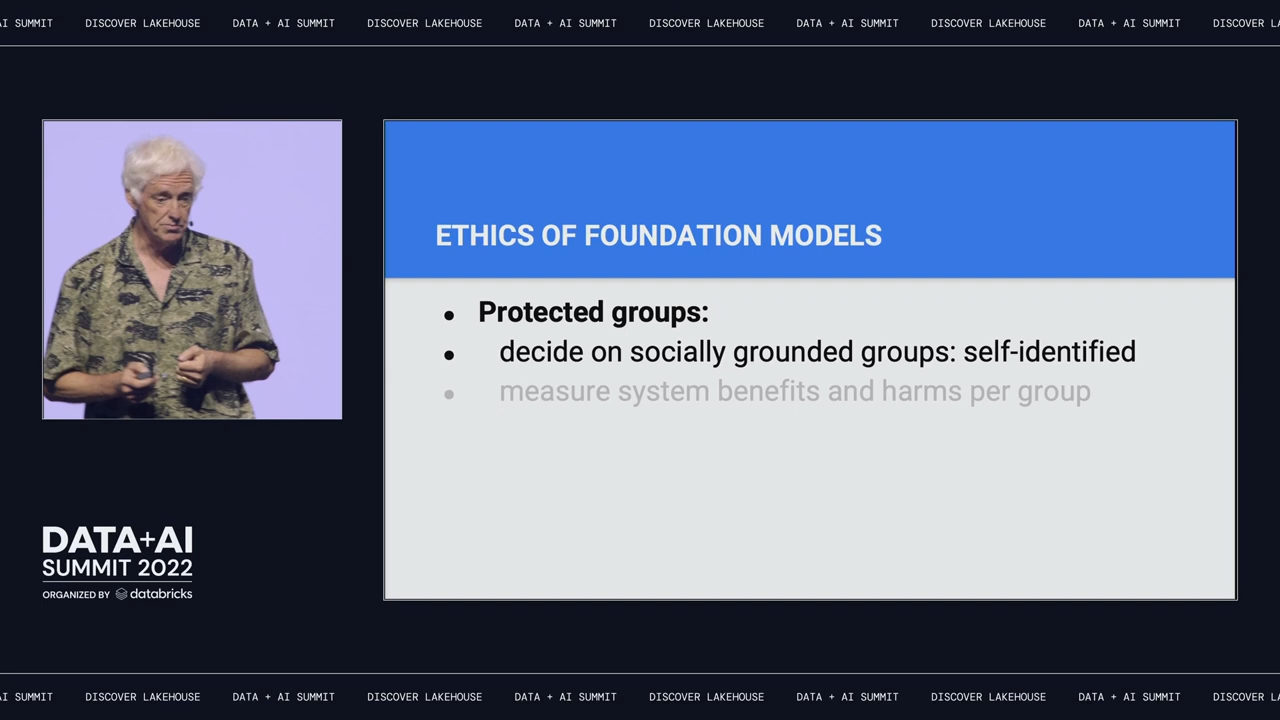 AI SUMMIT DISCOVER LAKEHOUSE DATA + AI SUMMIT DISCOVER LAKEHOUSE DATA + AI SUMMIT DISCOVER LAKEHOUSE DATA + AI SUMMIT DISCOVER LAKEHOUSE DATA + AI SUMMIT DISCOVER
ETHICS OF FOUNDATION MODELS
• Protected groups:
• decide on socially grounded groups: self-identified
• measure system benefits and harms per group
DATA+AI
SUMMIT 2022
ORGANIZED BY databricks
AI SUMMIT DISCOVER LAKEHOUSE DATA + AI SUMMIT DISCOVER LAKEHOUSE DATA + AI SUMMIT DISCOVER LAKEHOUSE DATA + AI SUMMIT DISCOVER LAKEHOUSE DATA + AI SUMMIT DISCOVER